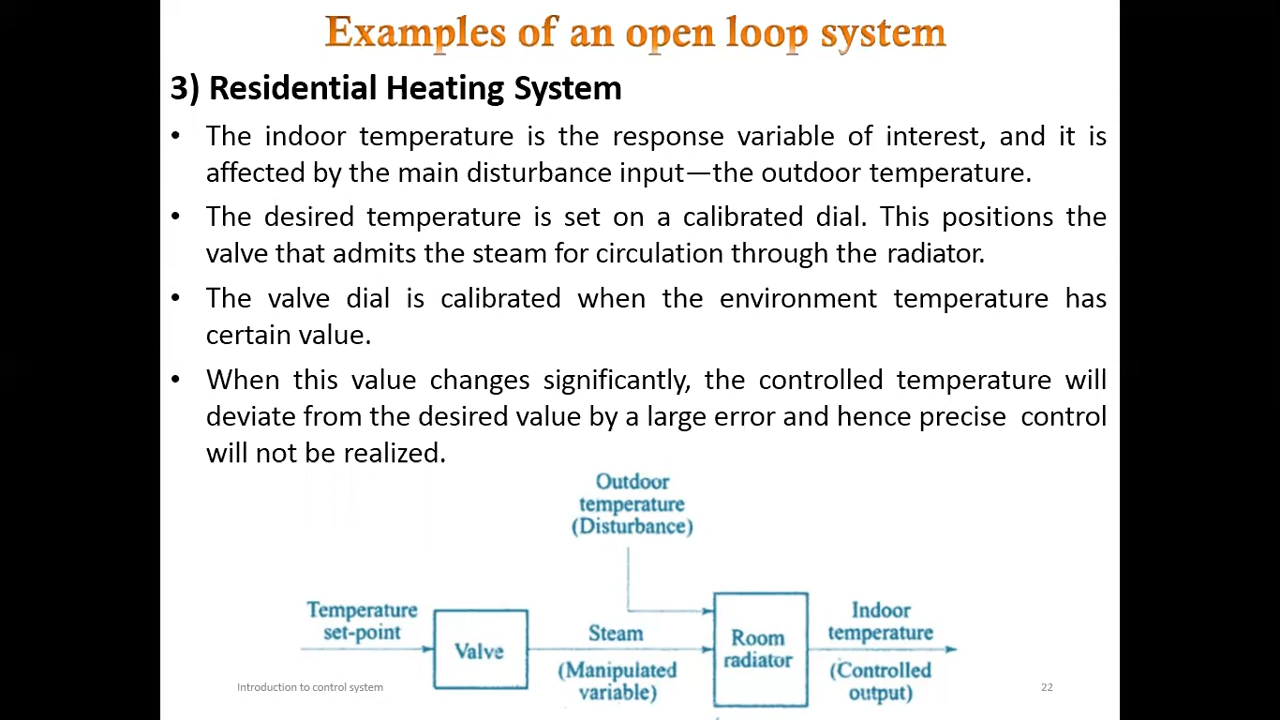 Examples of an open loop system
3) Residential Heating System
• The indoor temperature is the response variable of interest, and it is
affected by the main disturbance input—the outdoor temperature.
• The desired temperature is set on a calibrated dial. This positions the
valve that admits the steam for circulation through the radiator.
• The valve dial is calibrated when the environment temperature has
certain value.
• When this value changes significantly, the controlled temperature will
deviate from the desired value by a large error and hence precise control
will not be realized.
Outdoor
temperature
(Disturbance)
Temperature
set-point
Valve
Steam
(Manipulated
variable)
Room
radiator
Indoor
temperature
(Controlled
output)
Introduction to control system
22